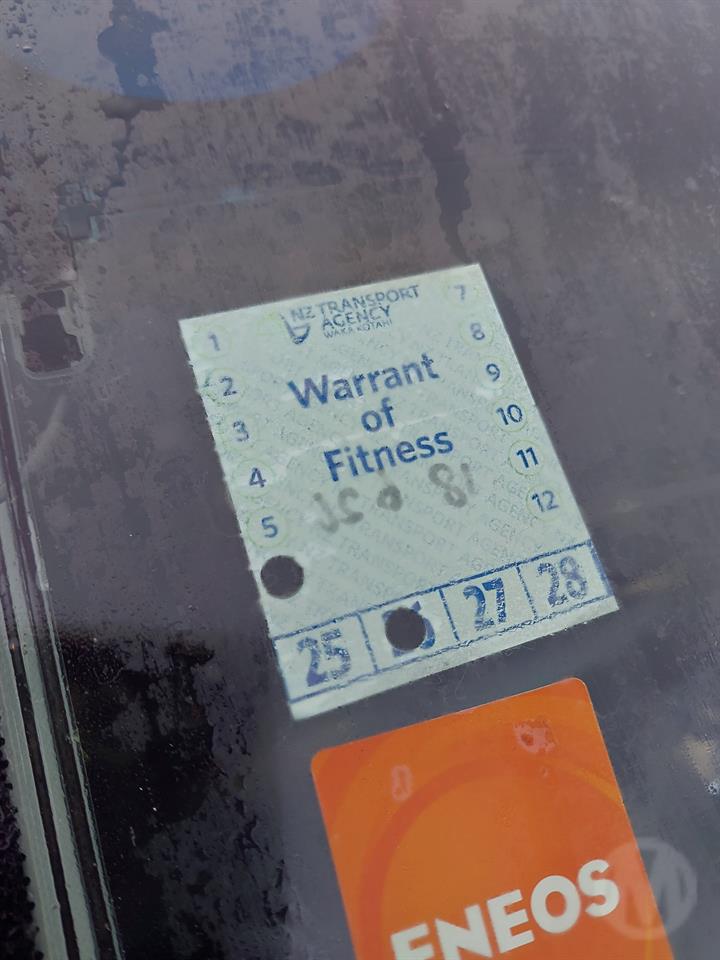 NZ TRANSPORT
AGENCY
WAKA KOTAHI
1
2
3
4
5
7
8
9
10
11
12
Warrant
of
Fitness
25
27
28
ENEOS
M